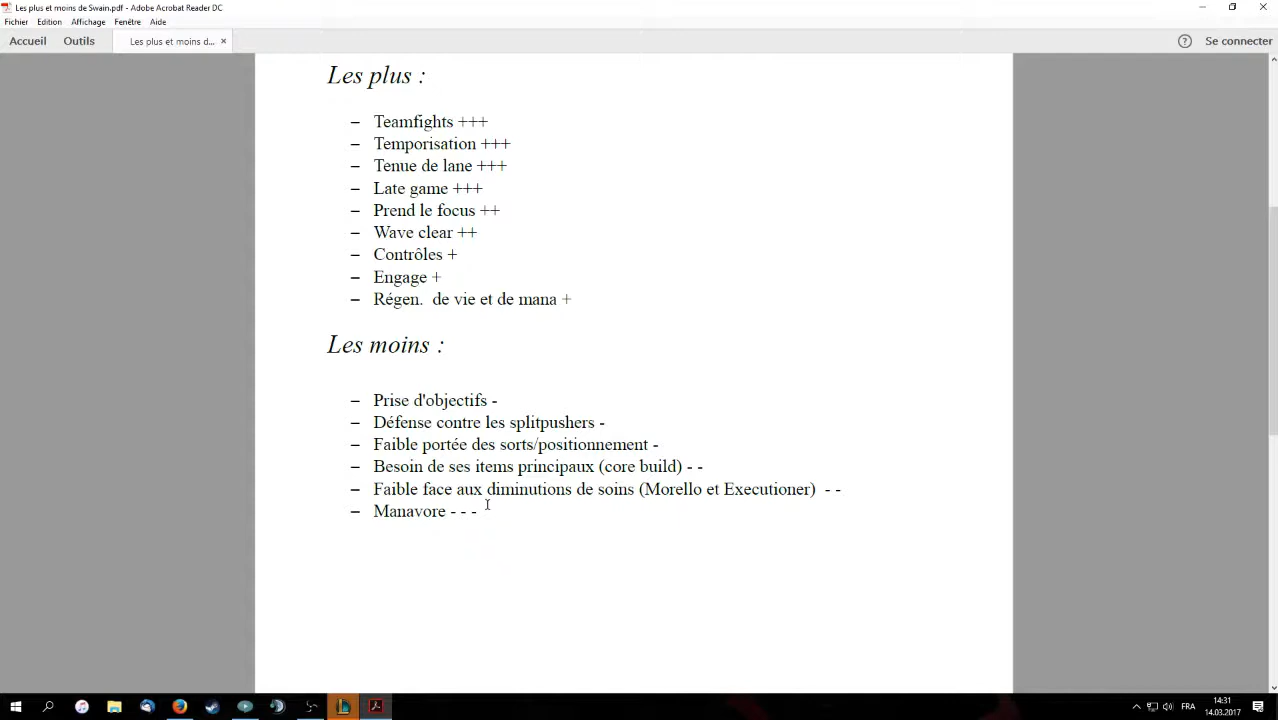 Les plus et moins de Swain.pdf - Adobe Acrobat Reader DC
Fichier Edition Affichage Fenêtre Aide
Accueil Outils Les plus et moins d... × ? Se connecter
Les plus :
– Teamfights +++
– Temporisation +++
– Tenue de lane +++
– Late game +++
– Prend le focus ++
– Wave clear ++
– Contrôles +
– Engage +
– Régen. de vie et de mana +
Les moins :
– Prise d'objectifs -
– Défense contre les splitpushers -
– Faible portée des sorts/positionnement -
– Besoin de ses items principaux (core build) - -
– Faible face aux diminutions de soins (Morello et Executioner) - -
– Manavore - - -
FRA
14:31
14.03.2017